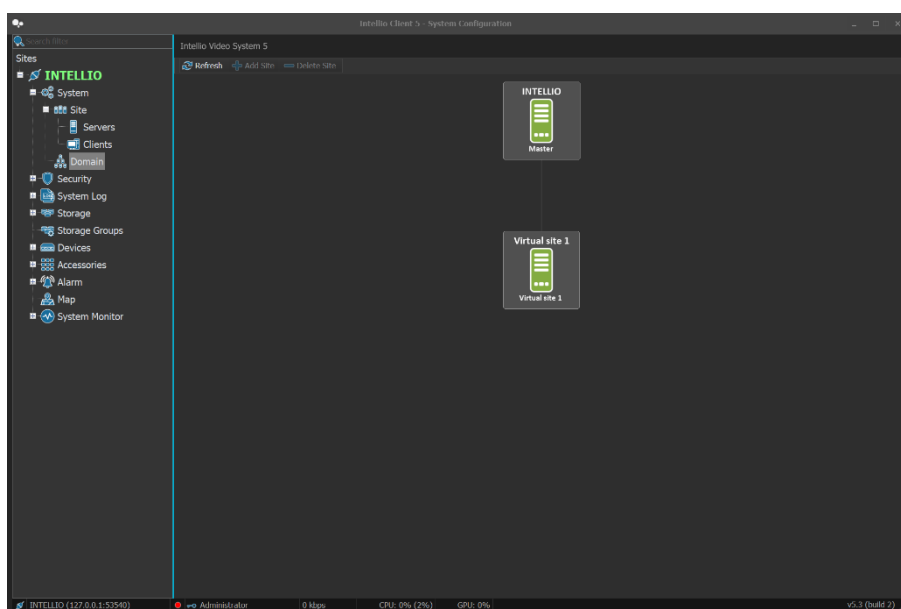 Intellio Client 5 - System Configuration
Search filter
Intellio Video System 5
Sites
Refresh Add Site Delete Site
INTELLIO
System
Site
Servers
Clients
Domain
Security
System Log
Storage
Storage Groups
Devices
Accessories
Alarm
Map
System Monitor
INTELLIO
Master
Virtual site 1
Virtual site 1
INTELLIO (127.0.0.1:53540) Administrator 0 kbps CPU: 0% (2%) GPU: 0% v5.3 (build 2)